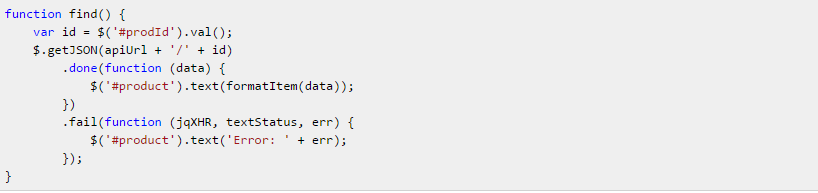 function find() {
    var id = $('#prodId').val();
    $.getJSON(apiUrl + '/' + id)
        .done(function (data) {
            $('#product').text(formatItem(data));
        })
        .fail(function (jqXHR, textStatus, err) {
            $('#product').text('Error: ' + err);
        });
}